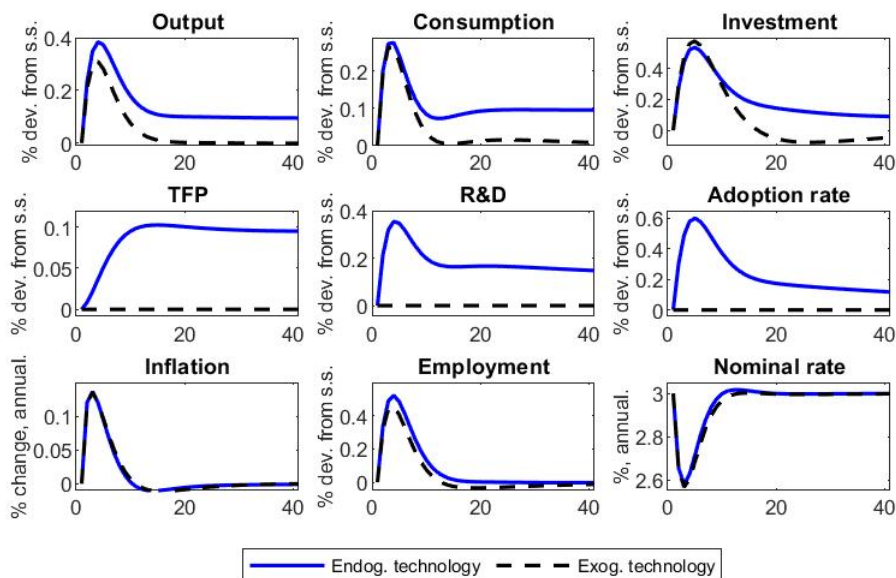 Output
Consumption
Investment
% dev. from s.s.
0.4
0.2
0
0 20 40
% dev. from s.s.
0.2
0.1
0
0 20 40
% dev. from s.s.
0.4
0.2
0
0 20 40
TFP
R&D
Adoption rate
% dev. from s.s.
0.1
0.05
0
0 20 40
% dev. from s.s.
0.4
0.2
0
0 20 40
% dev. from s.s.
0.6
0.4
0.2
0
0 20 40
Inflation
Employment
Nominal rate
% change, annual.
0.1
0.05
0
0 20 40
% dev. from s.s.
0.4
0.2
0
0 20 40
%, annual.
3
2.8
2.6
0 20 40
Endog. technology
Exog. technology